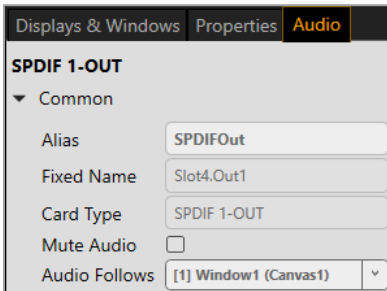 Displays & Windows Properties Audio
SPDIF 1-OUT
Common
Alias SPDIFOut
Fixed Name Slot4.Out1
Card Type SPDIF 1-OUT
Mute Audio
Audio Follows [1] Window1 (Canvas1)